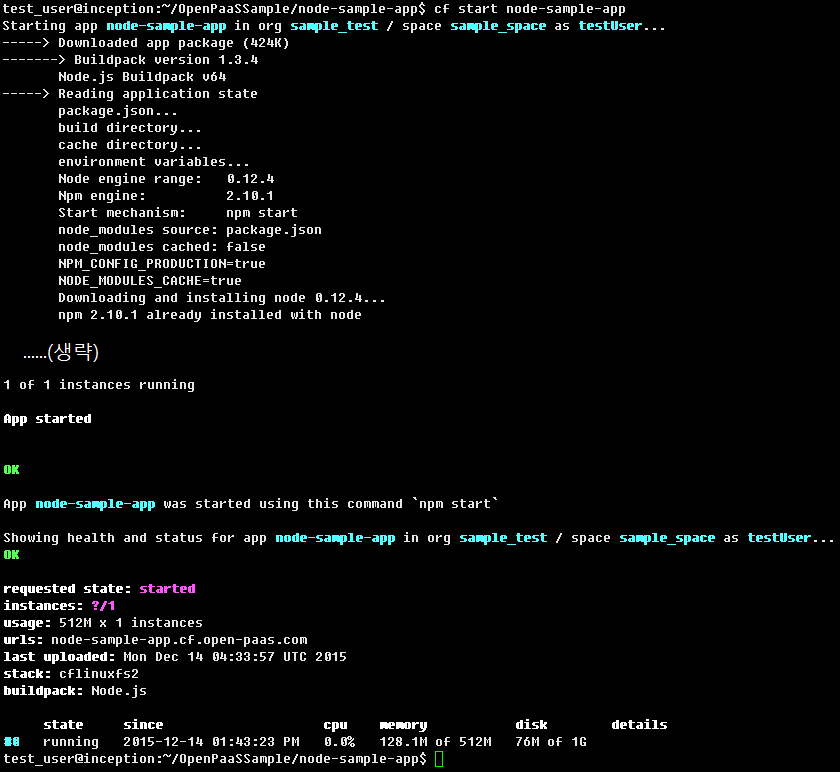 test_user@inception:~/OpenPaaSSample/node-sample-app$ cf start node-sample-app
Starting app node-sample-app in org sample_test / space sample_space as testUser...
-----> Downloaded app package (424K)
-------> Buildpack version 1.3.4
Node.js Buildpack v64
-----> Reading application state
package.json...
build directory...
cache directory...
environment variables...
Node engine range: 0.12.4
Npm engine: 2.10.1
Start mechanism: npm start
node_modules source: package.json
node_modules cached: false
NPM_CONFIG_PRODUCTION=true
NODE_MODULES_CACHE=true
Downloading and installing node 0.12.4...
npm 2.10.1 already installed with node
......(생략)
1 of 1 instances running
App started
OK
App node-sample-app was started using this command `npm start`
Showing health and status for app node-sample-app in org sample_test / space sample_space as testUser...
OK
requested state: started
instances: ?/1
usage: 512M x 1 instances
urls: node-sample-app.cf.open-paas.com
last uploaded: Mon Dec 14 04:33:57 UTC 2015
stack: cflinuxfs2
buildpack: Node.js
state since cpu memory disk details
#0 running 2015-12-14 01:43:23 PM 0.0% 128.1M of 512M 76M of 1G
test_user@inception:~/OpenPaaSSample/node-sample-app$